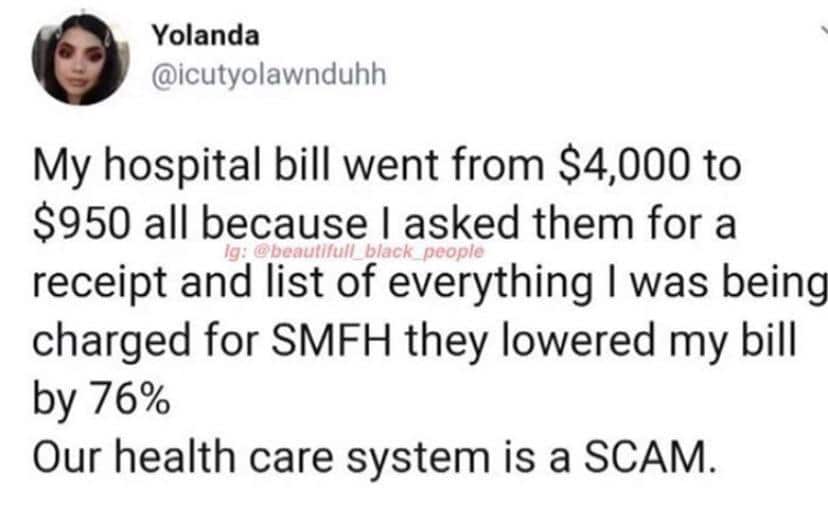 Yolanda
@icutyolawnduhh
My hospital bill went from $4,000 to
$950 all because I asked them for a
Ig: @beautifull_black_people
receipt and list of everything I was being
charged for SMFH they lowered my bill
by 76%
Our health care system is a SCAM.